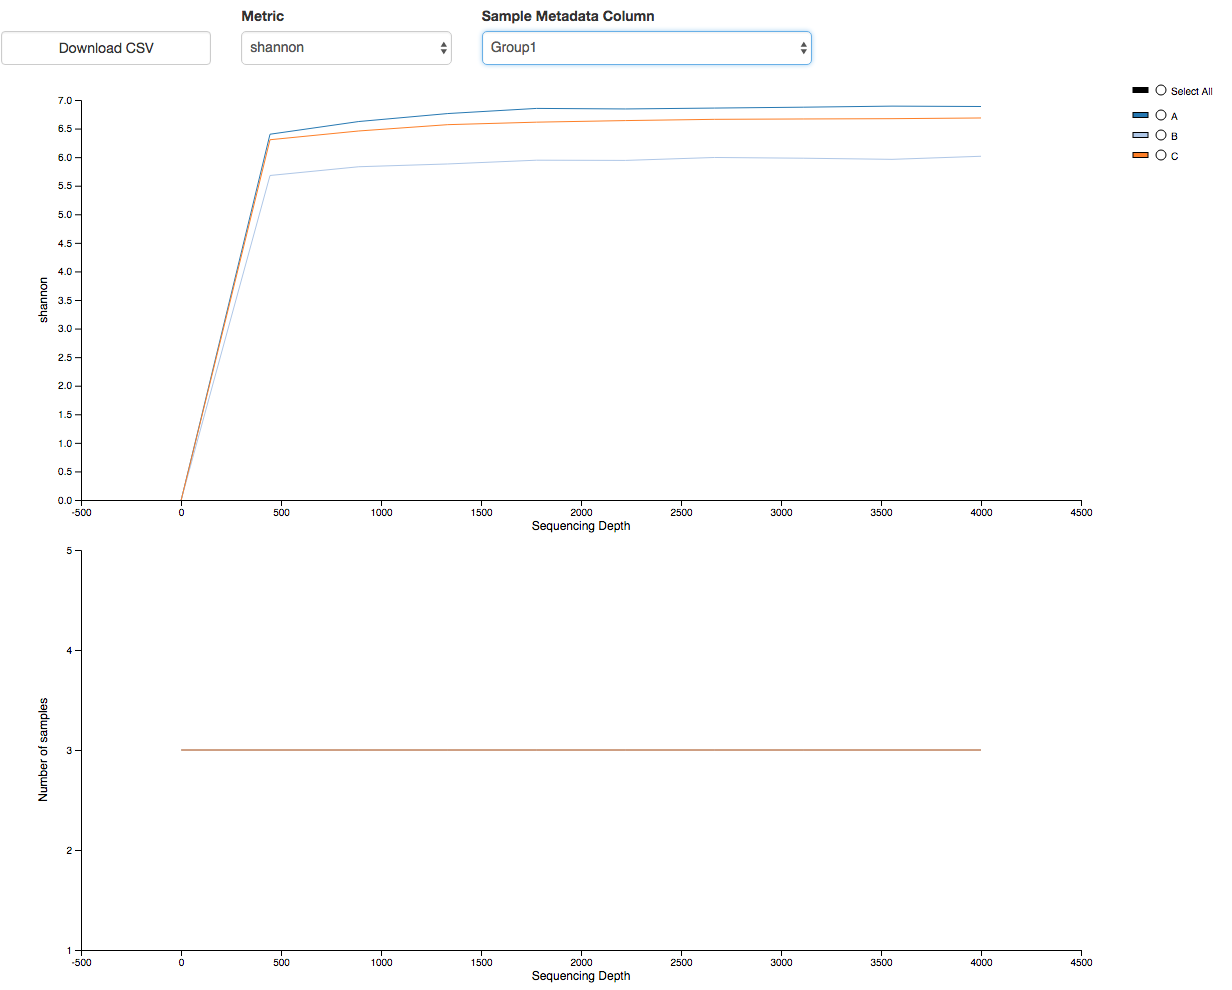 Metric
Sample Metadata Column
Download CSV
shannon
Group1
Select All
A
B
C
7.0
6.5
6.0
5.5
5.0
4.5
4.0
3.5
3.0
2.5
2.0
1.5
1.0
0.5
0.0
shannon
-500 0 500 1000 1500 2000 2500 3000 3500 4000 4500
Sequencing Depth
5
4
3
2
1
Number of samples
-500 0 500 1000 1500 2000 2500 3000 3500 4000 4500
Sequencing Depth